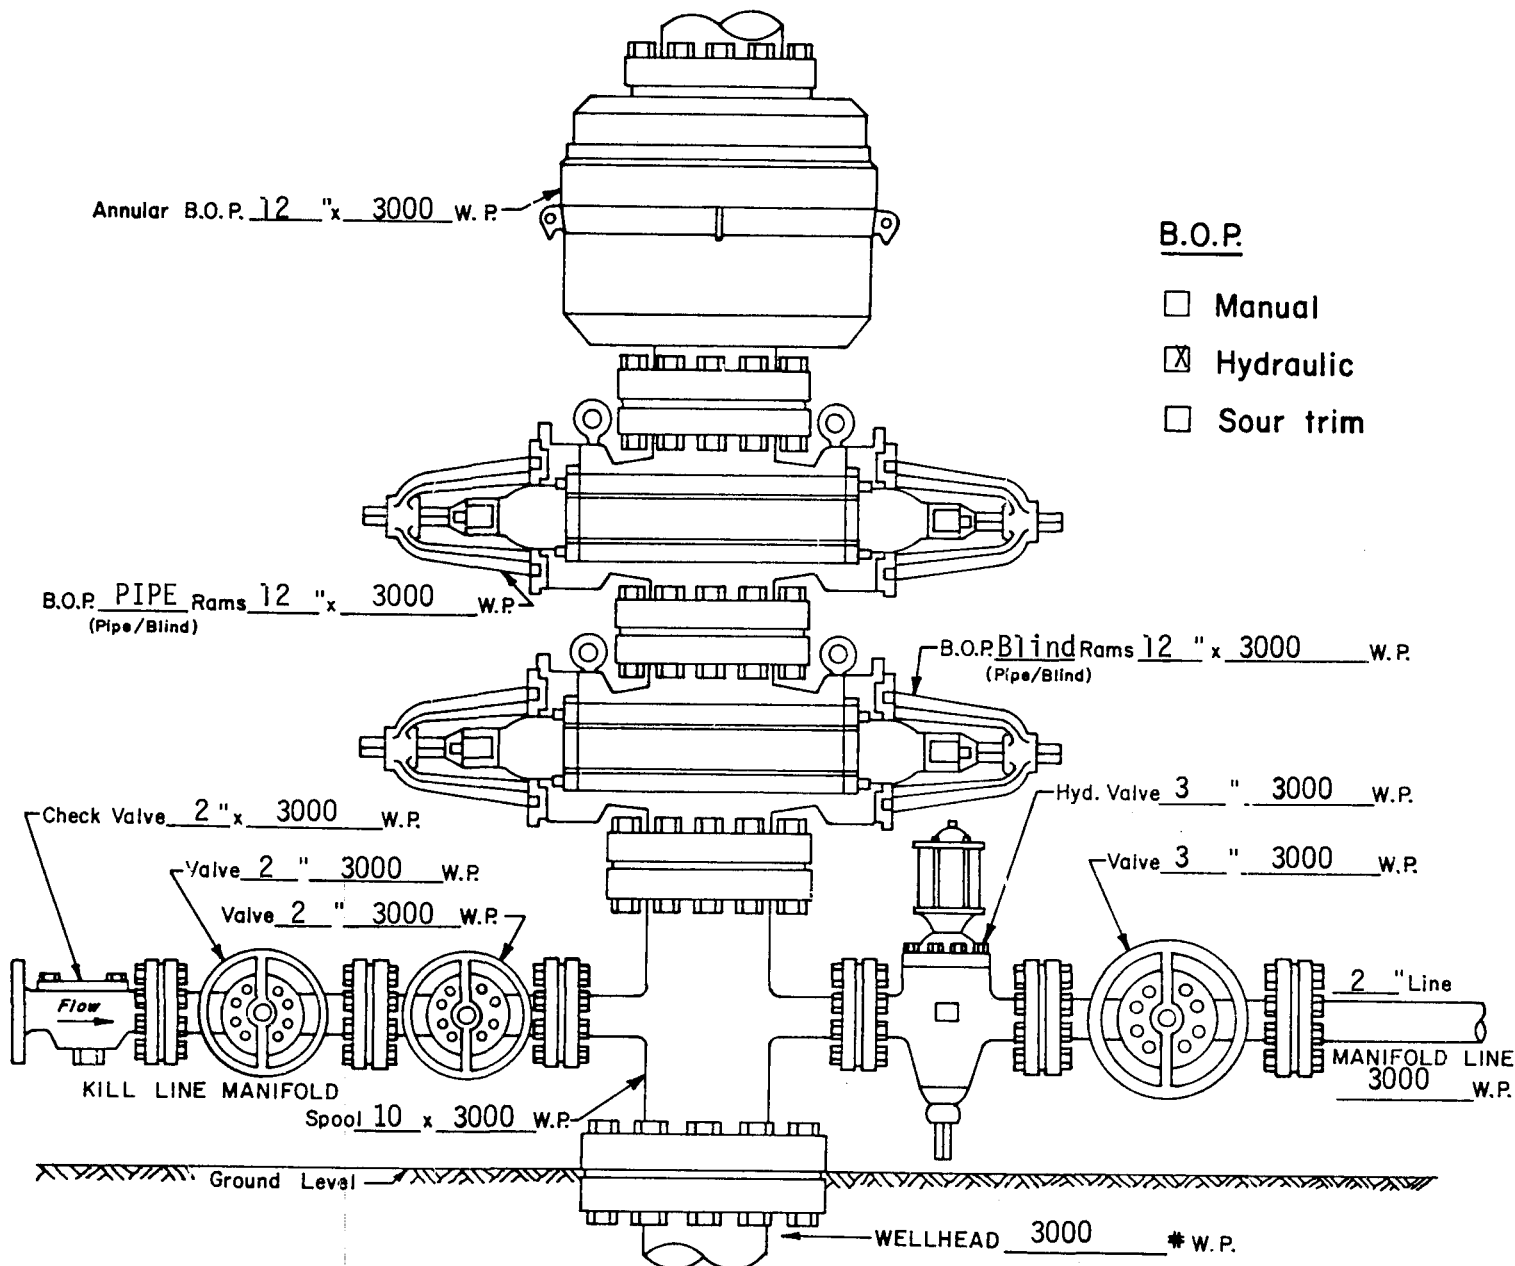 Annular B.O.P. 12 " x 3000 W.P.
B.O.P.
Manual
X Hydraulic
Sour trim
B.O.P. PIPE Rams 12 " x 3000 W.P.
(Pipe/Blind)
B.O.P. Blind Rams 12 " x 3000 W.P.
(Pipe/Blind)
Check Valve 2 " x 3000 W.P.
Valve 2 " 3000 W.P.
Valve 2 " 3000 W.P.
Hyd. Valve 3 " 3000 W.P.
Valve 3 " 3000 W.P.
Flow
2 " Line
MANIFOLD LINE
3000 W.P.
KILL LINE MANIFOLD
Spool 10 x 3000 W.P.
Ground Level
WELLHEAD 3000 # W.P.